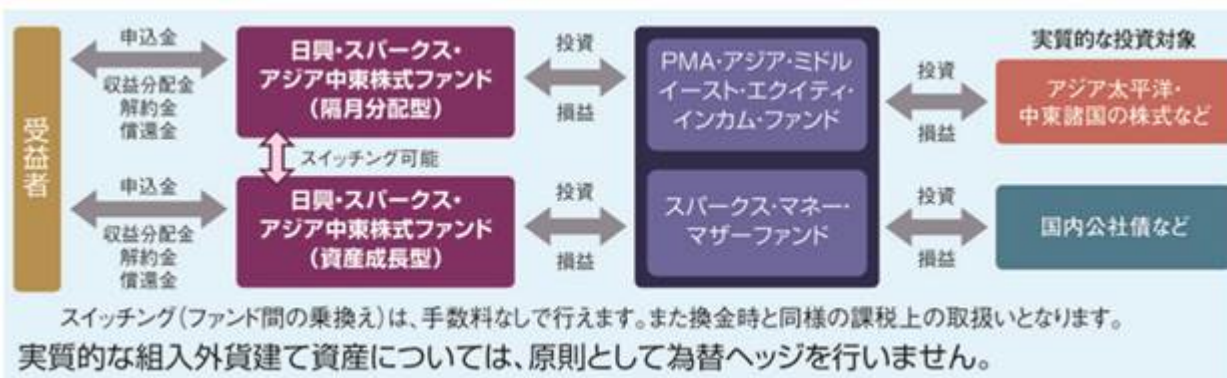 受益者
申込金
収益分配金
解約金
償還金
日興・スパークス・
アジア中東株式ファンド
(隔月分配型)
投資
損益
PMA・アジア・ミドル
イースト・エクイティ・
インカム・ファンド
投資
損益
実質的な投資対象
アジア太平洋・
中東諸国の株式など
スイッチング可能
申込金
収益分配金
解約金
償還金
日興・スパークス・
アジア中東株式ファンド
(資産成長型)
投資
損益
スパークス・マネー・
マザーファンド
投資
損益
国内公社債など
スイッチング(ファンド間の乗換え)は、手数料なしで行えます。また換金時と同様の課税上の取扱いとなります。
実質的な組入外貨建て資産については、原則として為替ヘッジを行いません。